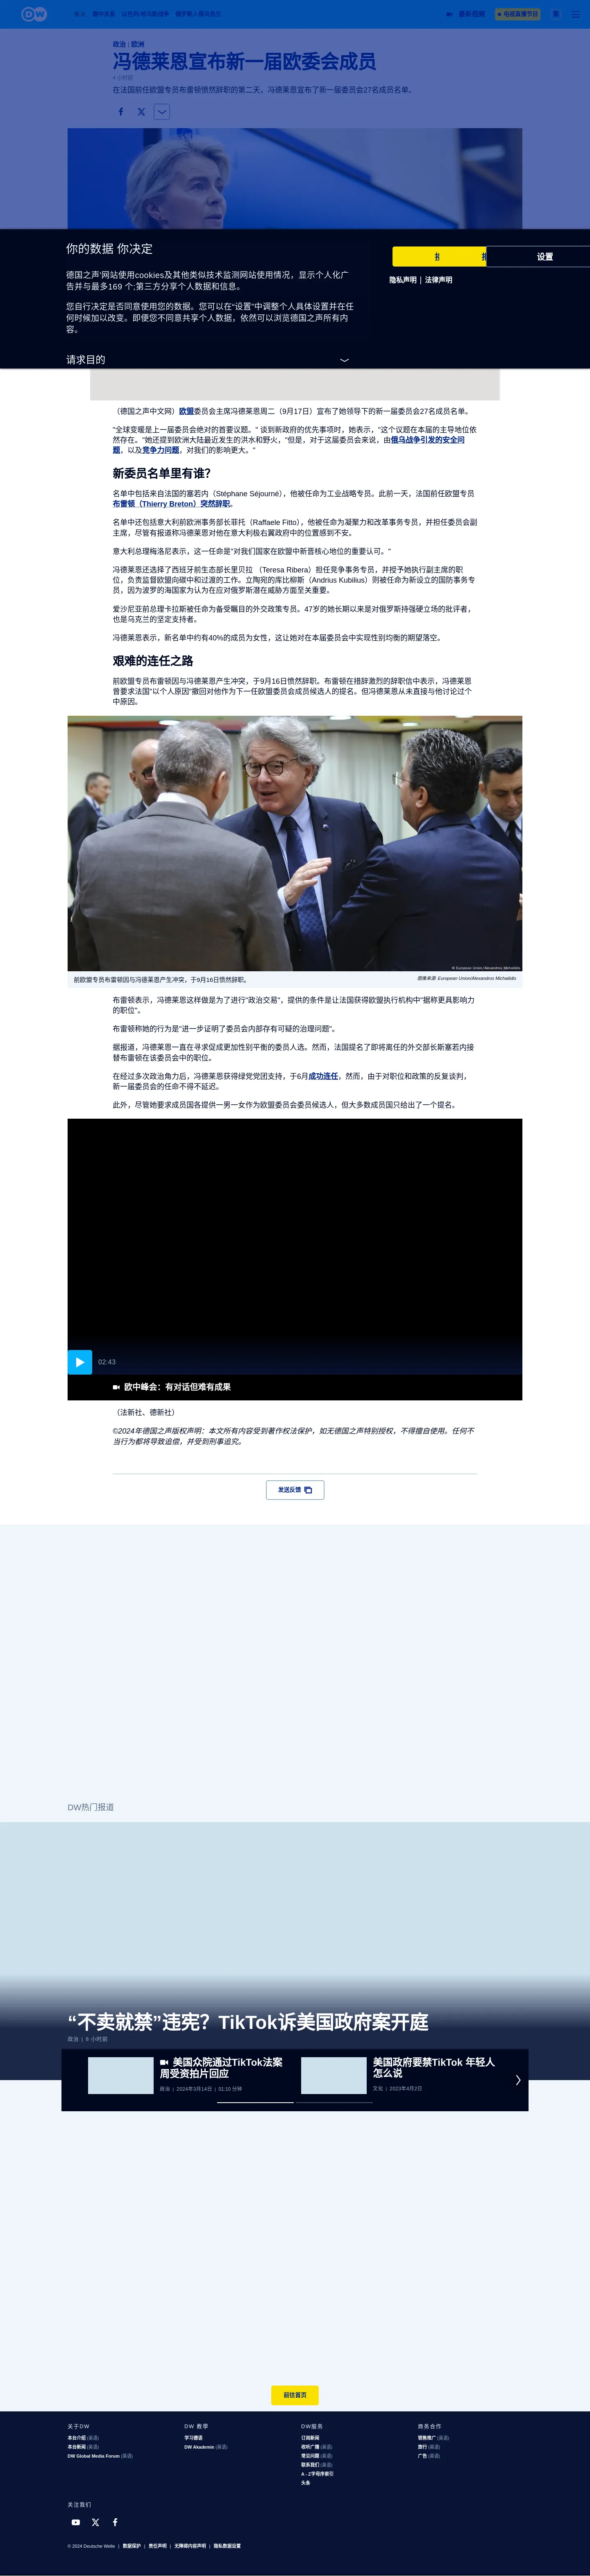 DW
德中关系
以色列/哈马斯战争
俄罗斯入侵乌克兰
最新视频
电视直播节目
政治 | 欧洲
冯德莱恩宣布新一届欧委会成员
4 小时前
在法国前任欧盟专员布雷顿愤然辞职的第二天，冯德莱恩宣布了新一届委员会27名成员名单。
你的数据 你决定
德国之声'网站使用cookies及其他类似技术监测网站使用情况，显示个人化广
告并与最多169 个;第三方分享个人数据和信息。
您自行决定是否同意使用您的数据。您可以在"设置"中调整个人具体设置并在任
何时候加以改变。即便您不同意共享个人数据，依然可以浏览德国之声所有内
容。
请求目的
设置
隐私声明 | 法律声明
（德国之声中文网）欧盟委员会主席冯德莱恩周二（9月17日）宣布了她领导下的新一届委员会27名成员名单。
"全球变暖是上一届委员会绝对的首要议题。" 谈到新政府的优先事项时，她表示，"这个议题在本届的主导地位依
然存在。"她还提到欧洲大陆最近发生的洪水和野火，"但是，对于这届委员会来说，由俄乌战争引发的安全问
题，以及竞争力问题，对我们的影响更大。"
新委员名单里有谁？
名单中包括来自法国的塞若内（Stéphane Séjourné），他被任命为工业战略专员。此前一天，法国前任欧盟专员
布雷顿（Thierry Breton）突然辞职。
名单中还包括意大利前欧洲事务部长菲托（Raffaele Fitto），他被任命为凝聚力和改革事务专员，并担任委员会副
主席，尽管有报道称冯德莱恩对他在意大利极右翼政府中的位置感到不安。
意大利总理梅洛尼表示，这一任命是"对我们国家在欧盟中新晋核心地位的重要认可。"
冯德莱恩还选择了西班牙前生态部长里贝拉 （Teresa Ribera）担任竞争事务专员，并授予她执行副主席的职
位，负责监督欧盟向碳中和过渡的工作。立陶宛的库比柳斯（Andrius Kubilius）则被任命为新设立的国防事务专
员，因为波罗的海国家为认为在应对俄罗斯潜在威胁方面至关重要。
爱沙尼亚前总理卡拉斯被任命为备受瞩目的外交政策专员。47岁的她长期以来是对俄罗斯持强硬立场的批评者，
也是乌克兰的坚定支持者。
冯德莱恩表示，新名单中约有40%的成员为女性，这让她对在本届委员会中实现性别均衡的期望落空。
艰难的连任之路
前欧盟专员布雷顿因与冯德莱恩产生冲突，于9月16日愤然辞职。布雷顿在措辞激烈的辞职信中表示，冯德莱恩
曾要求法国"以个人原因"撤回对他作为下一任欧盟委员会成员候选人的提名。但冯德莱恩从未直接与他讨论过个
中原因。
© European Union/Alexandros Michailidis
前欧盟专员布雷顿因与冯德莱恩产生冲突，于9月16日愤然辞职。
图像来源: European Union/Alexandros Michailidis
布雷顿表示，冯德莱恩这样做是为了进行"政治交易"，提供的条件是让法国获得欧盟执行机构中"据称更具影响力
的职位"。
布雷顿称她的行为是"进一步证明了委员会内部存有可疑的治理问题"。
据报道，冯德莱恩一直在寻求促成更加性别平衡的委员人选。然而，法国提名了即将离任的外交部长斯塞若内接
替布雷顿在该委员会中的职位。
在经过多次政治角力后，冯德莱恩获得绿党党团支持，于6月成功连任，然而，由于对职位和政策的反复谈判，
新一届委员会的任命不得不延迟。
此外，尽管她要求成员国各提供一男一女作为欧盟委员会委员候选人，但大多数成员国只给出了一个提名。
02:43
欧中峰会：有对话但难有成果
（法新社、德新社）
©2024年德国之声版权声明：本文所有内容受到著作权法保护，如无德国之声特别授权，不得擅自使用。任何不
当行为都将导致追偿，并受到刑事追究。
发送反馈
DW热门报道
“不卖就禁”违宪？TikTok诉美国政府案开庭
政治 | 8 小时前
美国众院通过TikTok法案
周受资拍片回应
政治 | 2024年3月14日 | 01:10 分钟
美国政府要禁TikTok 年轻人
怎么说
文化 | 2023年4月2日
前往首页
关于DW
本台介绍 (英语)
本台新闻 (英语)
DW Global Media Forum (英语)
DW 教學
学习德语
DW Akademie (英语)
DW服务
订阅新闻
收听广播 (英语)
常见问题 (英语)
联系我们 (英语)
A - Z字母序索引
头条
商务合作
销售推广 (英语)
旅行 (英语)
广告 (英语)
关注我们
© 2024 Deutsche Welle | 数据保护 | 责任声明 | 无障碍内容声明 | 隐私数据设置